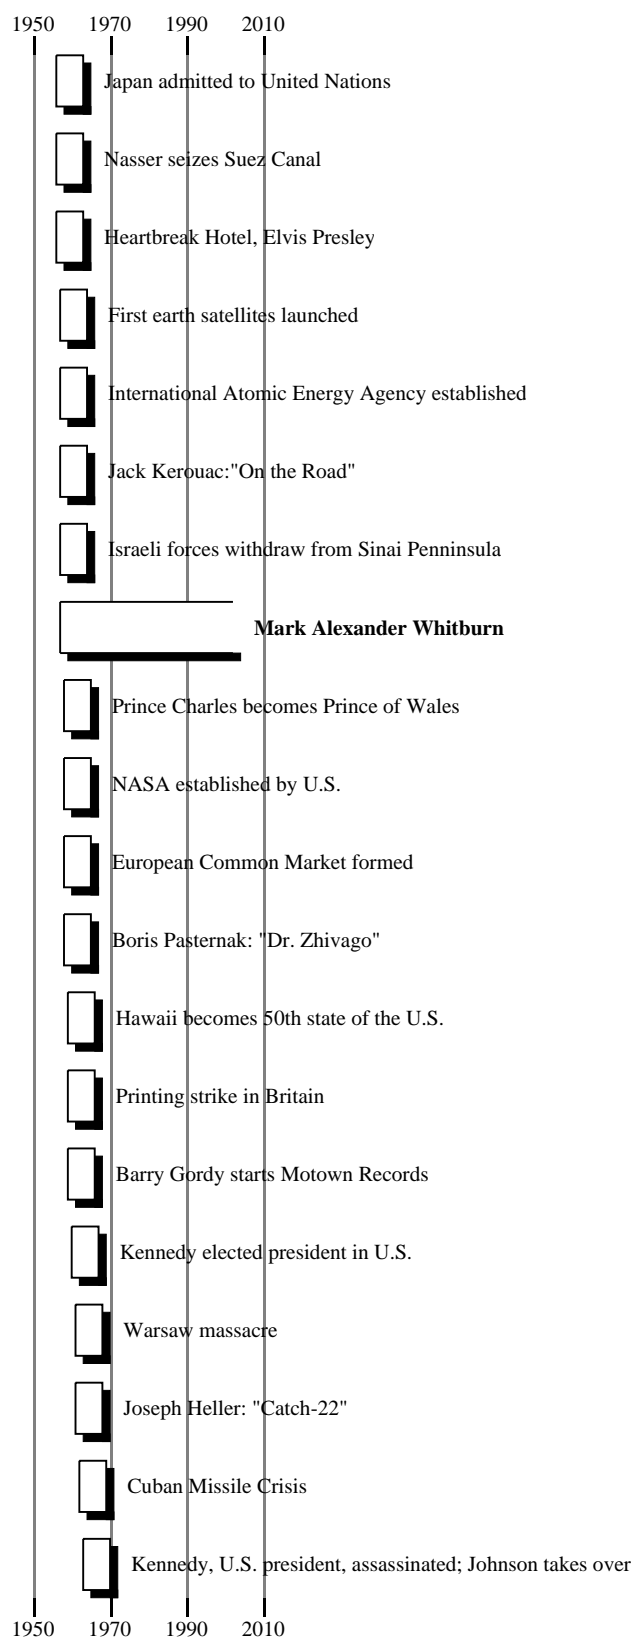 1950 1970 1990 2010
Japan admitted to United Nations
Nasser seizes Suez Canal
Heartbreak Hotel, Elvis Presley
First earth satellites launched
International Atomic Energy Agency established
Jack Kerouac:"On the Road"
Israeli forces withdraw from Sinai Penninsula
Mark Alexander Whitburn
Prince Charles becomes Prince of Wales
NASA established by U.S.
European Common Market formed
Boris Pasternak: "Dr. Zhivago"
Hawaii becomes 50th state of the U.S.
Printing strike in Britain
Barry Gordy starts Motown Records
Kennedy elected president in U.S.
Warsaw massacre
Joseph Heller: "Catch-22"
Cuban Missile Crisis
Kennedy, U.S. president, assassinated; Johnson takes over
1950 1970 1990 2010